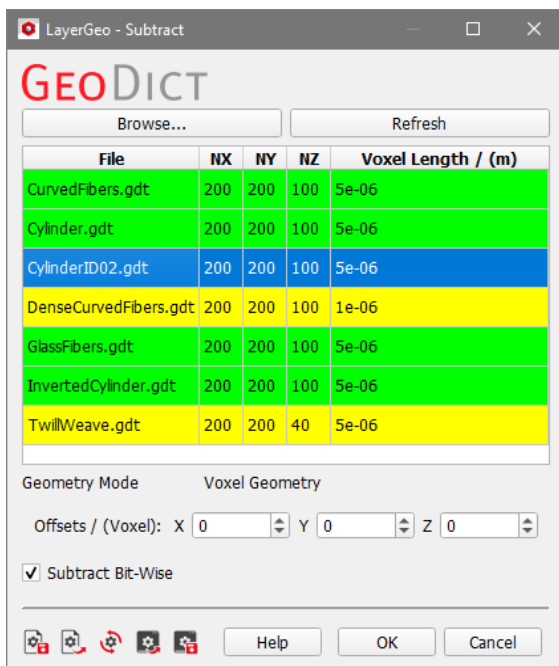 LayerGeo - Subtract
GEODICT
Browse... Refresh
File NX NY NZ Voxel Length / (m)
CurvedFibers.gdt 200 200 100 5e-06
Cylinder.gdt 200 200 100 5e-06
CylinderID02.gdt 200 200 100 5e-06
DenseCurvedFibers.gdt 200 200 100 1e-06
GlassFibers.gdt 200 200 100 5e-06
InvertedCylinder.gdt 200 200 100 5e-06
TwillWeave.gdt 200 200 40 5e-06
Geometry Mode Voxel Geometry
Offsets / (Voxel): X 0 Y 0 Z 0
Subtract Bit-Wise
Help OK Cancel